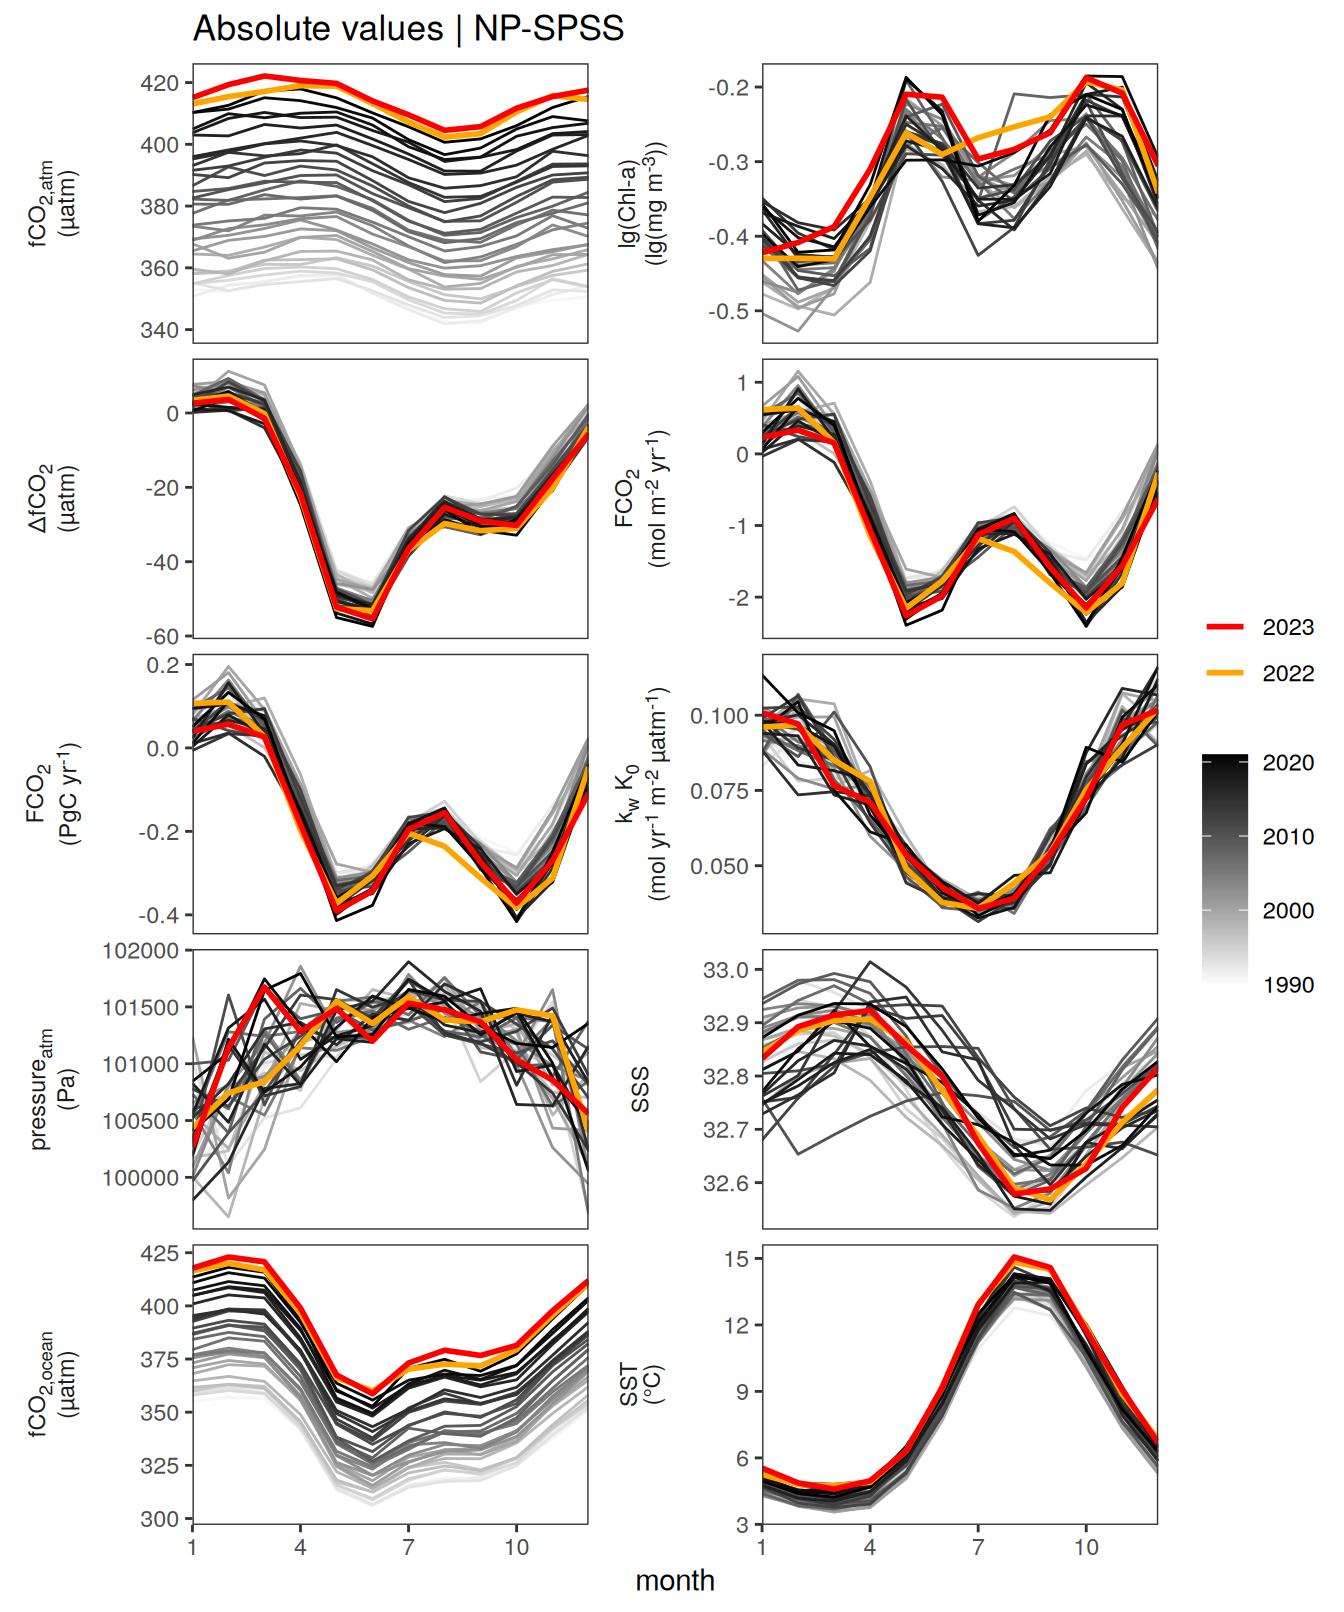 Absolute values | NP-SPSS
fCO2,atm
(µatm)
420
400
380
360
340
lg(Chl-a)
(lg(mg m-3))
-0.2
-0.3
-0.4
-0.5
ΔfCO2
(µatm)
0
-20
-40
-60
FCO2
(mol m-2 yr-1)
1
0
-1
-2
FCO2
(PgC yr-1)
0.2
0.0
-0.2
-0.4
kw K0
(mol yr-1 m-2 µatm-1)
0.100
0.075
0.050
pressureatm
(Pa)
102000
101500
101000
100500
100000
SSS
33.0
32.9
32.8
32.7
32.6
fCO2,ocean
(µatm)
425
400
375
350
325
300
1 4 7 10
SST
(°C)
15
12
9
6
3
1 4 7 10
month
2023
2022
2020
2010
2000
1990